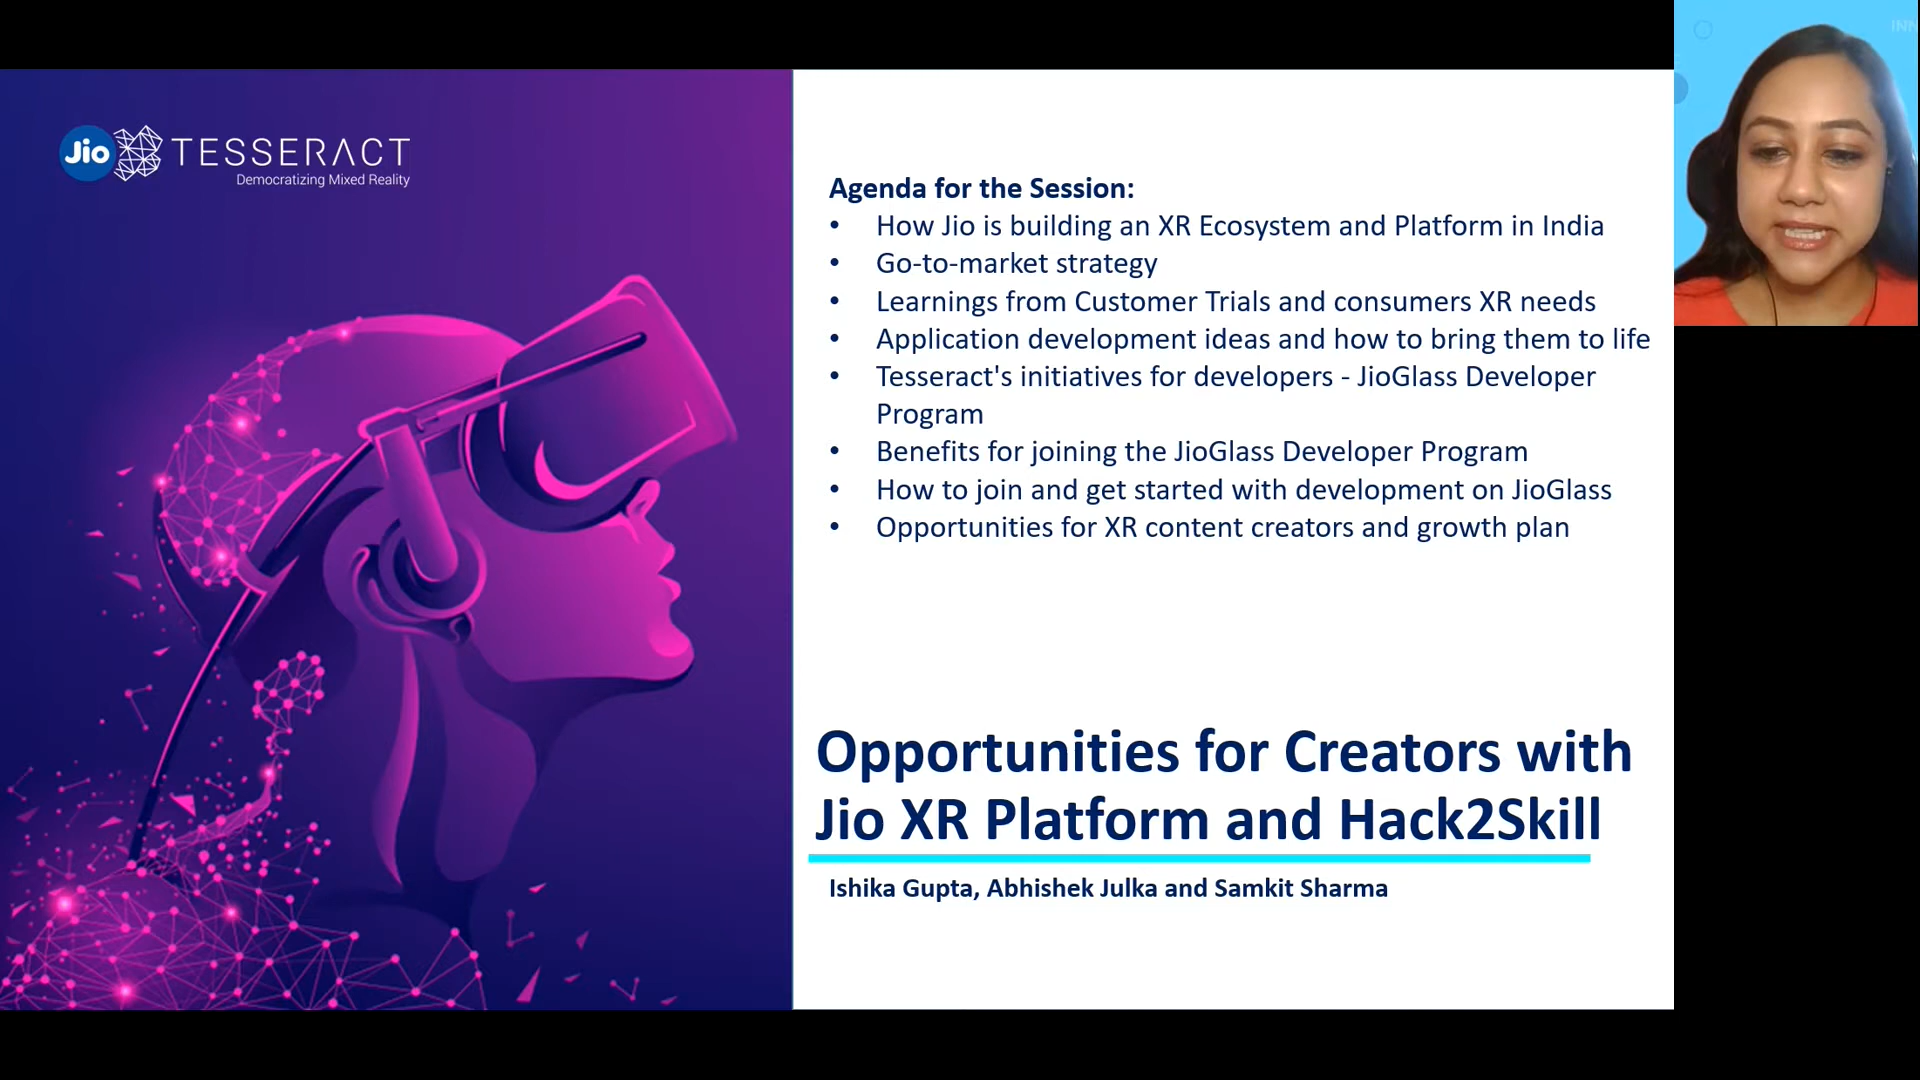 Jio TESSERACT
Democratizing Mixed Reality
Agenda for the Session:
• How Jio is building an XR Ecosystem and Platform in India
• Go-to-market strategy
• Learnings from Customer Trials and consumers XR needs
• Application development ideas and how to bring them to life
• Tesseract's initiatives for developers - JioGlass Developer
Program
• Benefits for joining the JioGlass Developer Program
• How to join and get started with development on JioGlass
• Opportunities for XR content creators and growth plan
Opportunities for Creators with
Jio XR Platform and Hack2Skill
Ishika Gupta, Abhishek Julka and Samkit Sharma